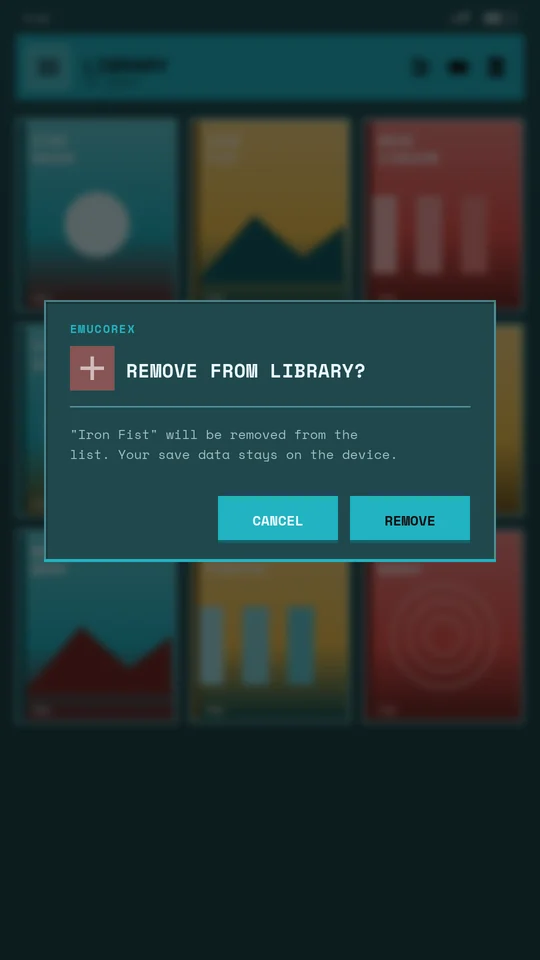 LIBRARY
EMUCOREX
REMOVE FROM LIBRARY?
"Iron Fist" will be removed from the
list. Your save data stays on the device.
CANCEL
REMOVE